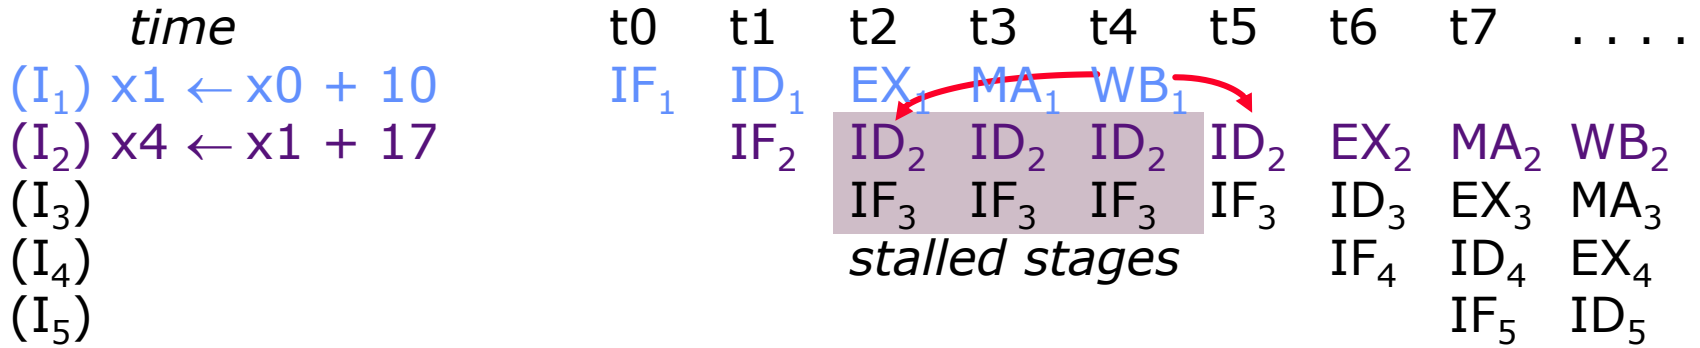 time t0 t1 t2 t3 t4 t5 t6 t7 . . . .
(I₁) x1 ← x0 + 10 IF₁ ID₁ EX₁ MA₁ WB₁
(I₂) x4 ← x1 + 17 IF₂ ID₂ ID₂ ID₂ ID₂ EX₂ MA₂ WB₂
(I₃) IF₃ IF₃ IF₃ IF₃ ID₃ EX₃ MA₃
(I₄) stalled stages IF₄ ID₄ EX₄
(I₅) IF₅ ID₅